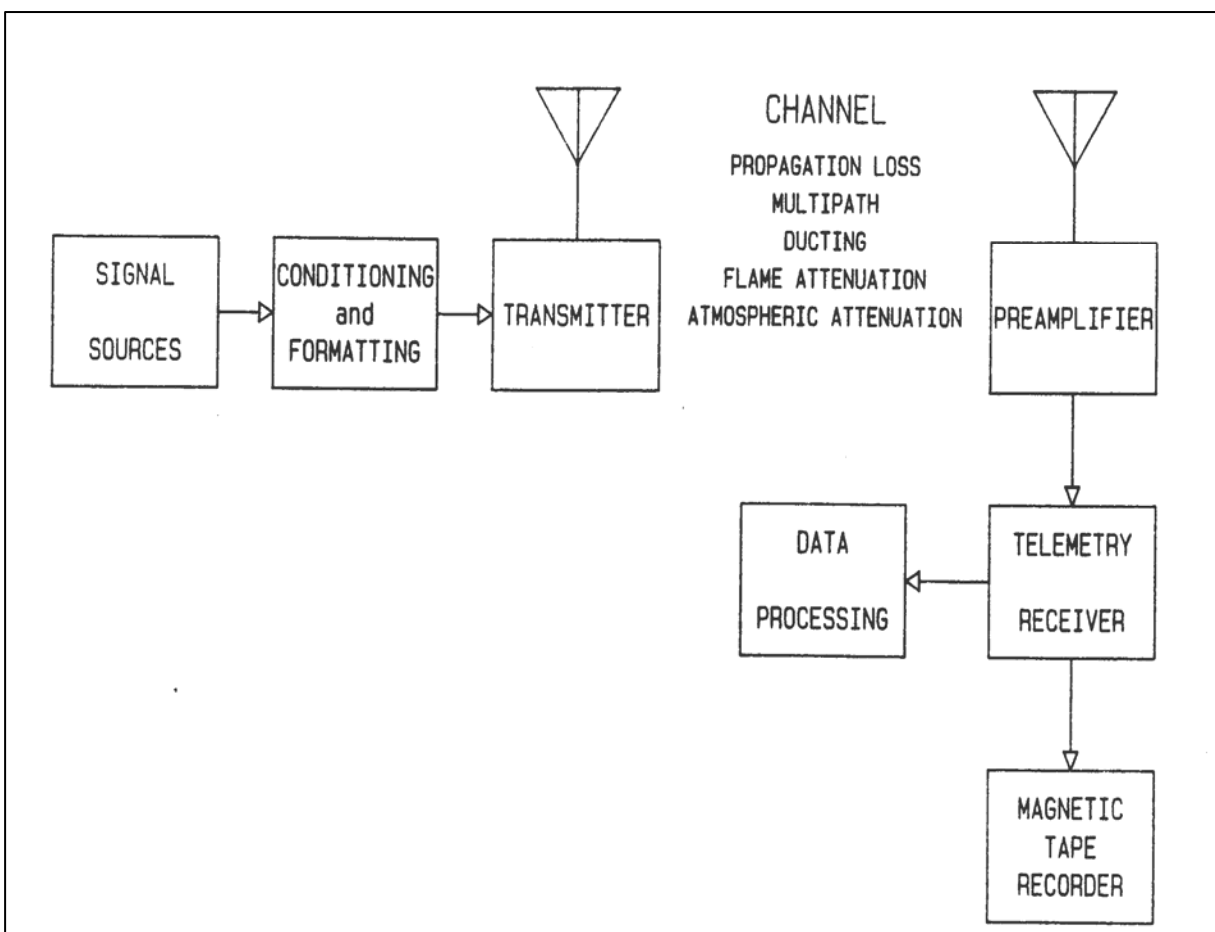 SIGNAL
SOURCES
CONDITIONING
and
FORMATTING
TRANSMITTER
CHANNEL
PROPAGATION LOSS
MULTIPATH
DUCTING
FLAME ATTENUATION
ATMOSPHERIC ATTENUATION
PREAMPLIFIER
DATA
PROCESSING
TELEMETRY
RECEIVER
MAGNETIC
TAPE
RECORDER